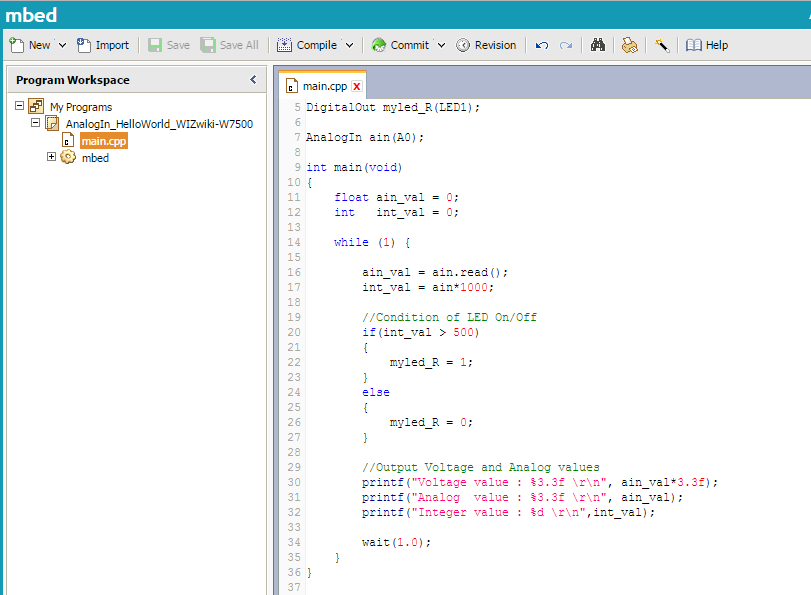 mbed
New Import Save Save All Compile Commit Revision Help
Program Workspace
My Programs
AnalogIn_HelloWorld_WIZwiki-W7500
main.cpp
mbed
main.cpp
5 DigitalOut myled_R(LED1);
6
7 AnalogIn ain(A0);
8
9 int main(void)
10 {
11     float ain_val = 0;
12     int   int_val = 0;
13
14     while (1) {
15
16         ain_val = ain.read();
17         int_val = ain*1000;
18
19         //Condition of LED On/Off
20         if(int_val > 500)
21         {
22             myled_R = 1;
23         }
24         else
25         {
26             myled_R = 0;
27         }
28
29         //Output Voltage and Analog values
30         printf("Voltage value : %3.3f \r\n", ain_val*3.3f);
31         printf("Analog  value : %3.3f \r\n", ain_val);
32         printf("Integer value : %d \r\n",int_val);
33
34         wait(1.0);
35     }
36 }
37